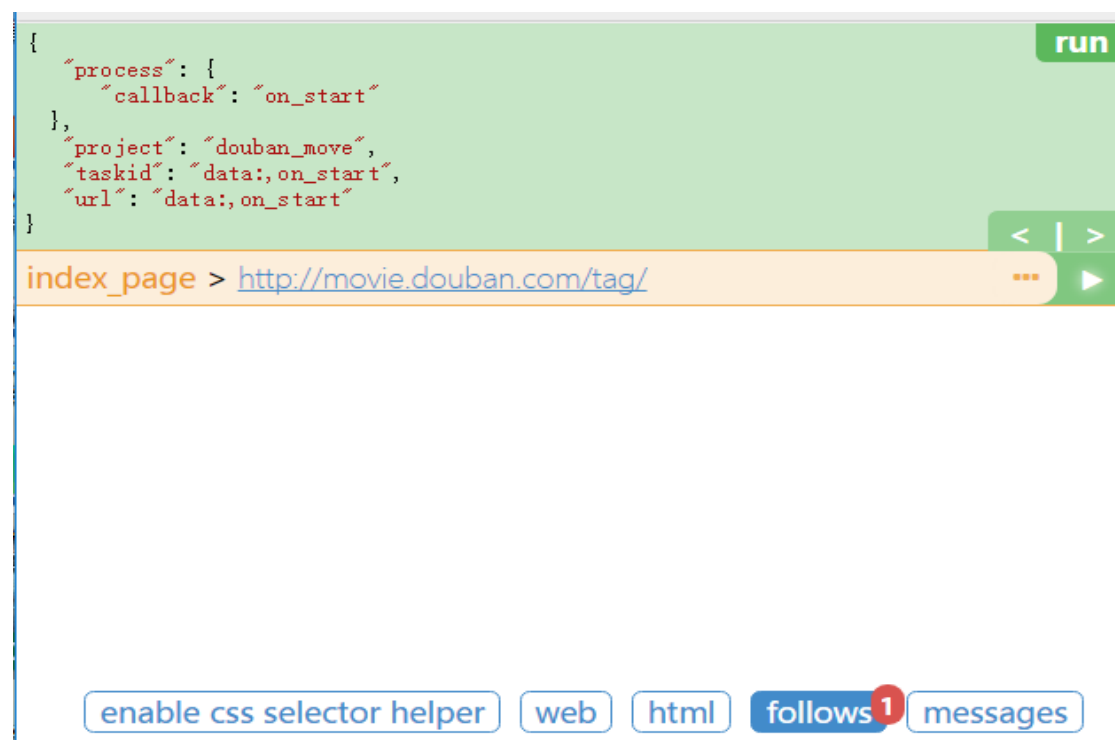 {
run
"process": {
"callback": "on_start"
},
"project": "douban_move",
"taskid": "data:,on_start",
"url": "data:,on_start"
}
< | >
index_page > http://movie.douban.com/tag/
enable css selector helper web html follows 1 messages